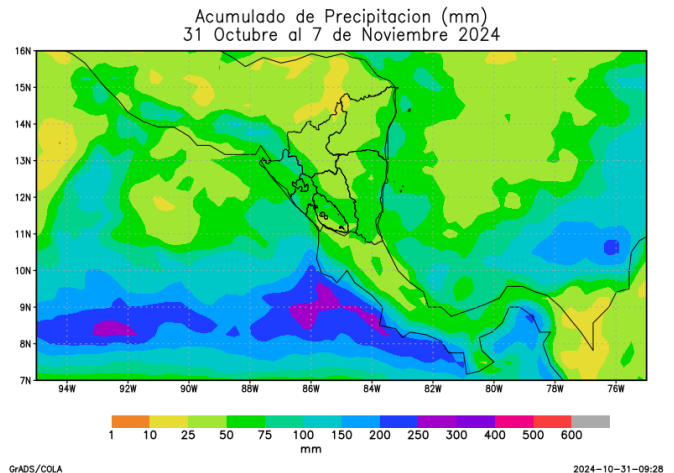 Acumulado de Precipitacion (mm)
31 Octubre al 7 de Noviembre 2024
16N
15N
14N
13N
12N
11N
10N
9N
8N
7N
94W 92W 90W 88W 86W 84W 82W 80W 78W 76W
1 10 25 50 75 100 150 200 250 300 400 500 600
mm
GrADS/COLA 2024-10-31-09:28